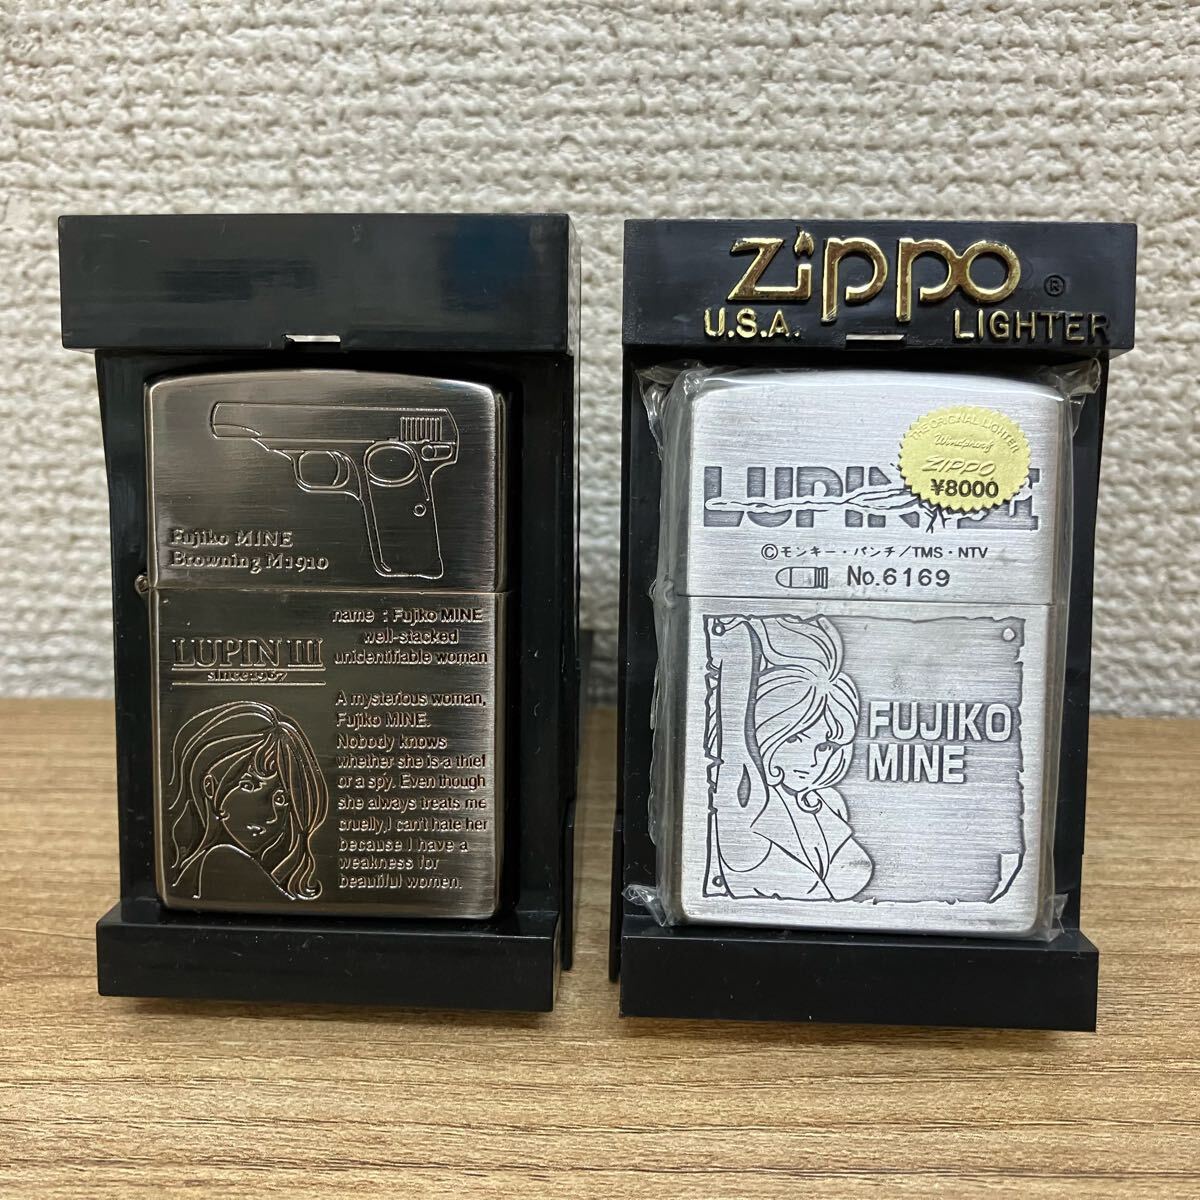 Fujiko MINE
Browning M1910
name : Fujiko MINE
well-stacked
unidentifiable woman
LUPIN III
since 1967
A mysterious woman,
Fujiko MINE.
Nobody knows
whether she is a thief
or a spy. Even though
she always treats me
cruelly,I can't hate her
because I have a
weakness for
beautiful women.
Zippo ®
U.S.A. LIGHTER
THE ORIGINAL LIGHTER
Windproof
ZIPPO
¥8000
LUPIN
©モンキー・パンチ/TMS・NTV
No.6169
FUJIKO
MINE